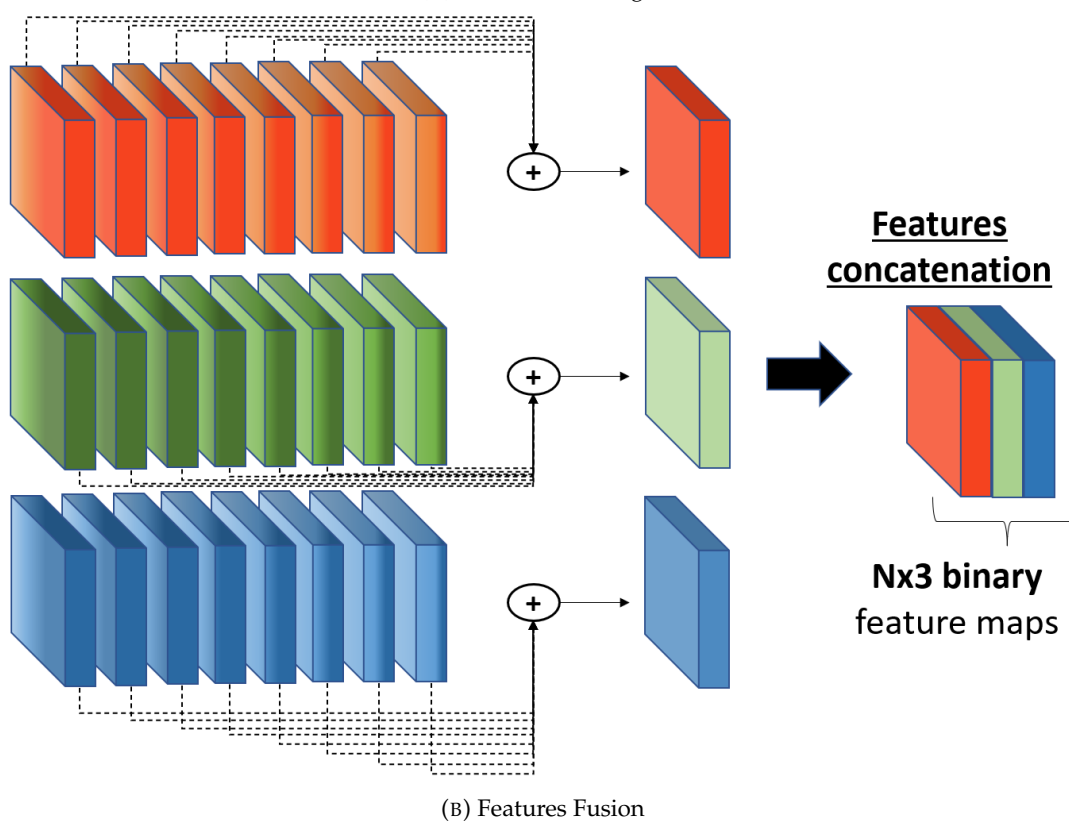 +
Features
concatenation
+
Nx3 binary
feature maps
+
(B) Features Fusion